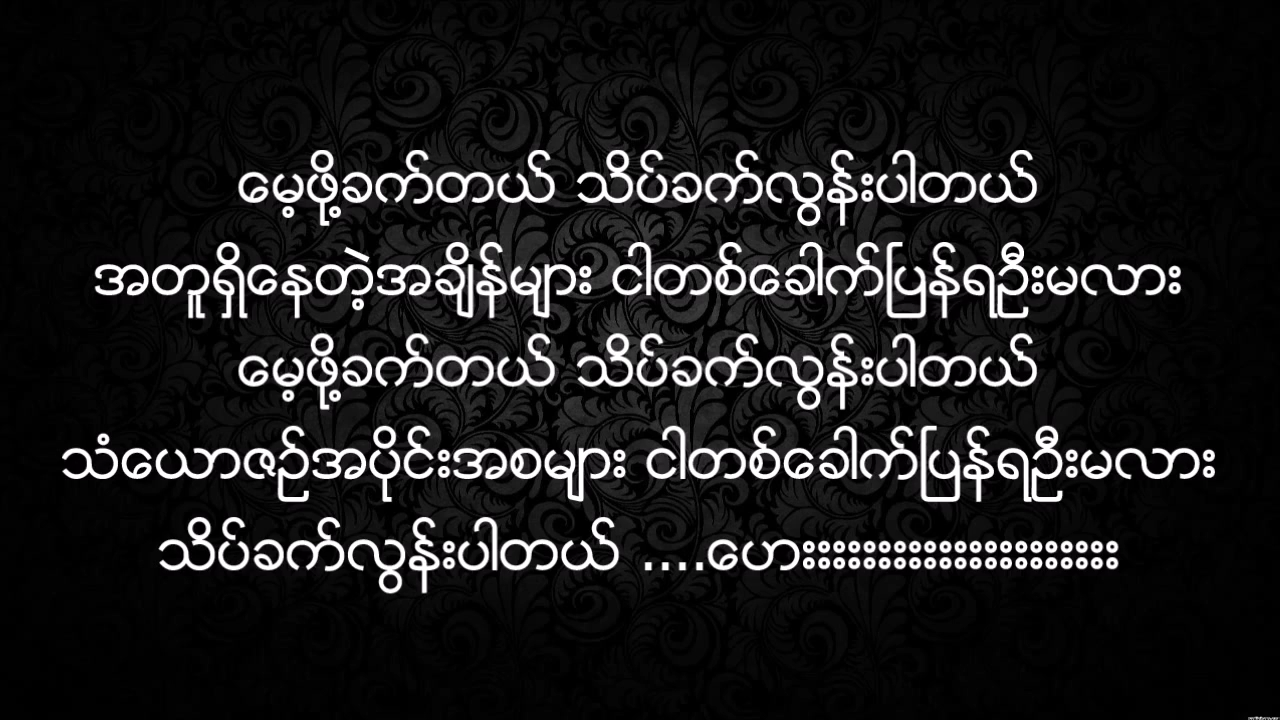 မေ့ဖို့ခက်တယ် သိပ်ခက်လွန်းပါတယ်
အတူရှိနေတဲ့အချိန်များ ငါတစ်ခေါက်ပြန်ရဦးမလား
မေ့ဖို့ခက်တယ် သိပ်ခက်လွန်းပါတယ်
သံယောဇဉ်အပိုင်းအစများ ငါတစ်ခေါက်ပြန်ရဦးမလား
သိပ်ခက်လွန်းပါတယ် ....ဟေးးးးးးးးးးးးးးးးးးးးး